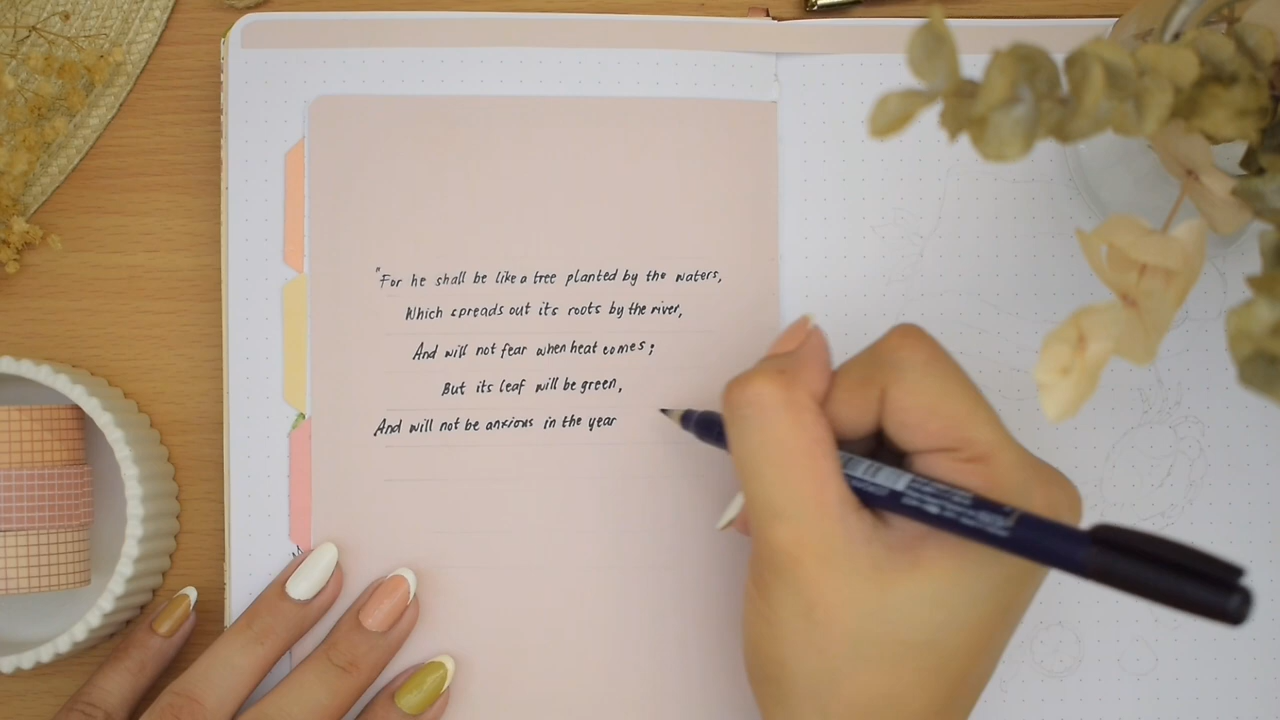 "For he shall be like a tree planted by the waters,
Which spreads out its roots by the river,
And will not fear when heat comes;
But its leaf will be green,
And will not be anxious in the year